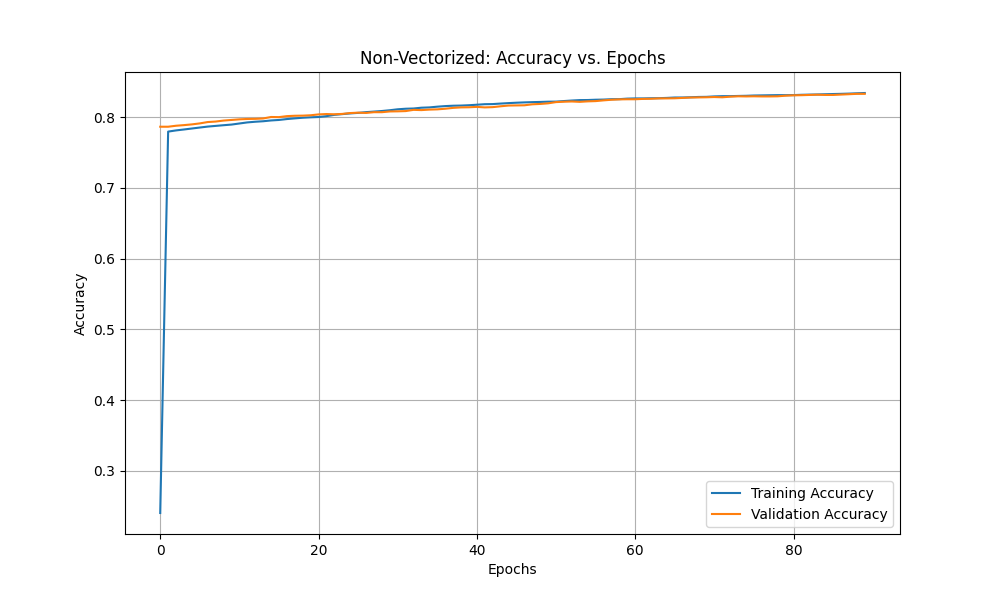 Non-Vectorized: Accuracy vs. Epochs
Accuracy
0.8
0.7
0.6
0.5
0.4
0.3
Training Accuracy
Validation Accuracy
0
20
40
60
80
Epochs